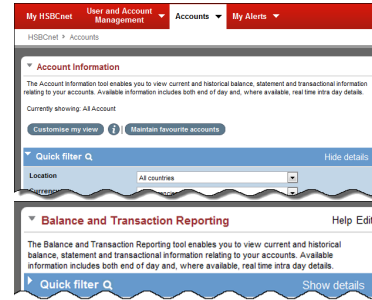 My HSBCnet User and Account Management Accounts My Alerts
HSBCnet > Accounts
Account Information
The Account Information tool enables you to view current and historical balance, statement and transactional information
relating to your accounts. Available information includes both end of day and, where available, real time intra day details.
Currently showing: All Account
Customise my view i | Maintain favourite accounts
Quick filter Hide details
Location All countries
Currency
Balance and Transaction Reporting Help Edit
The Balance and Transaction Reporting tool enables you to view current and historical
balance, statement and transactional information relating to your accounts. Available
information includes both end of day and, where available, real time intra day details.
Quick filter Show details